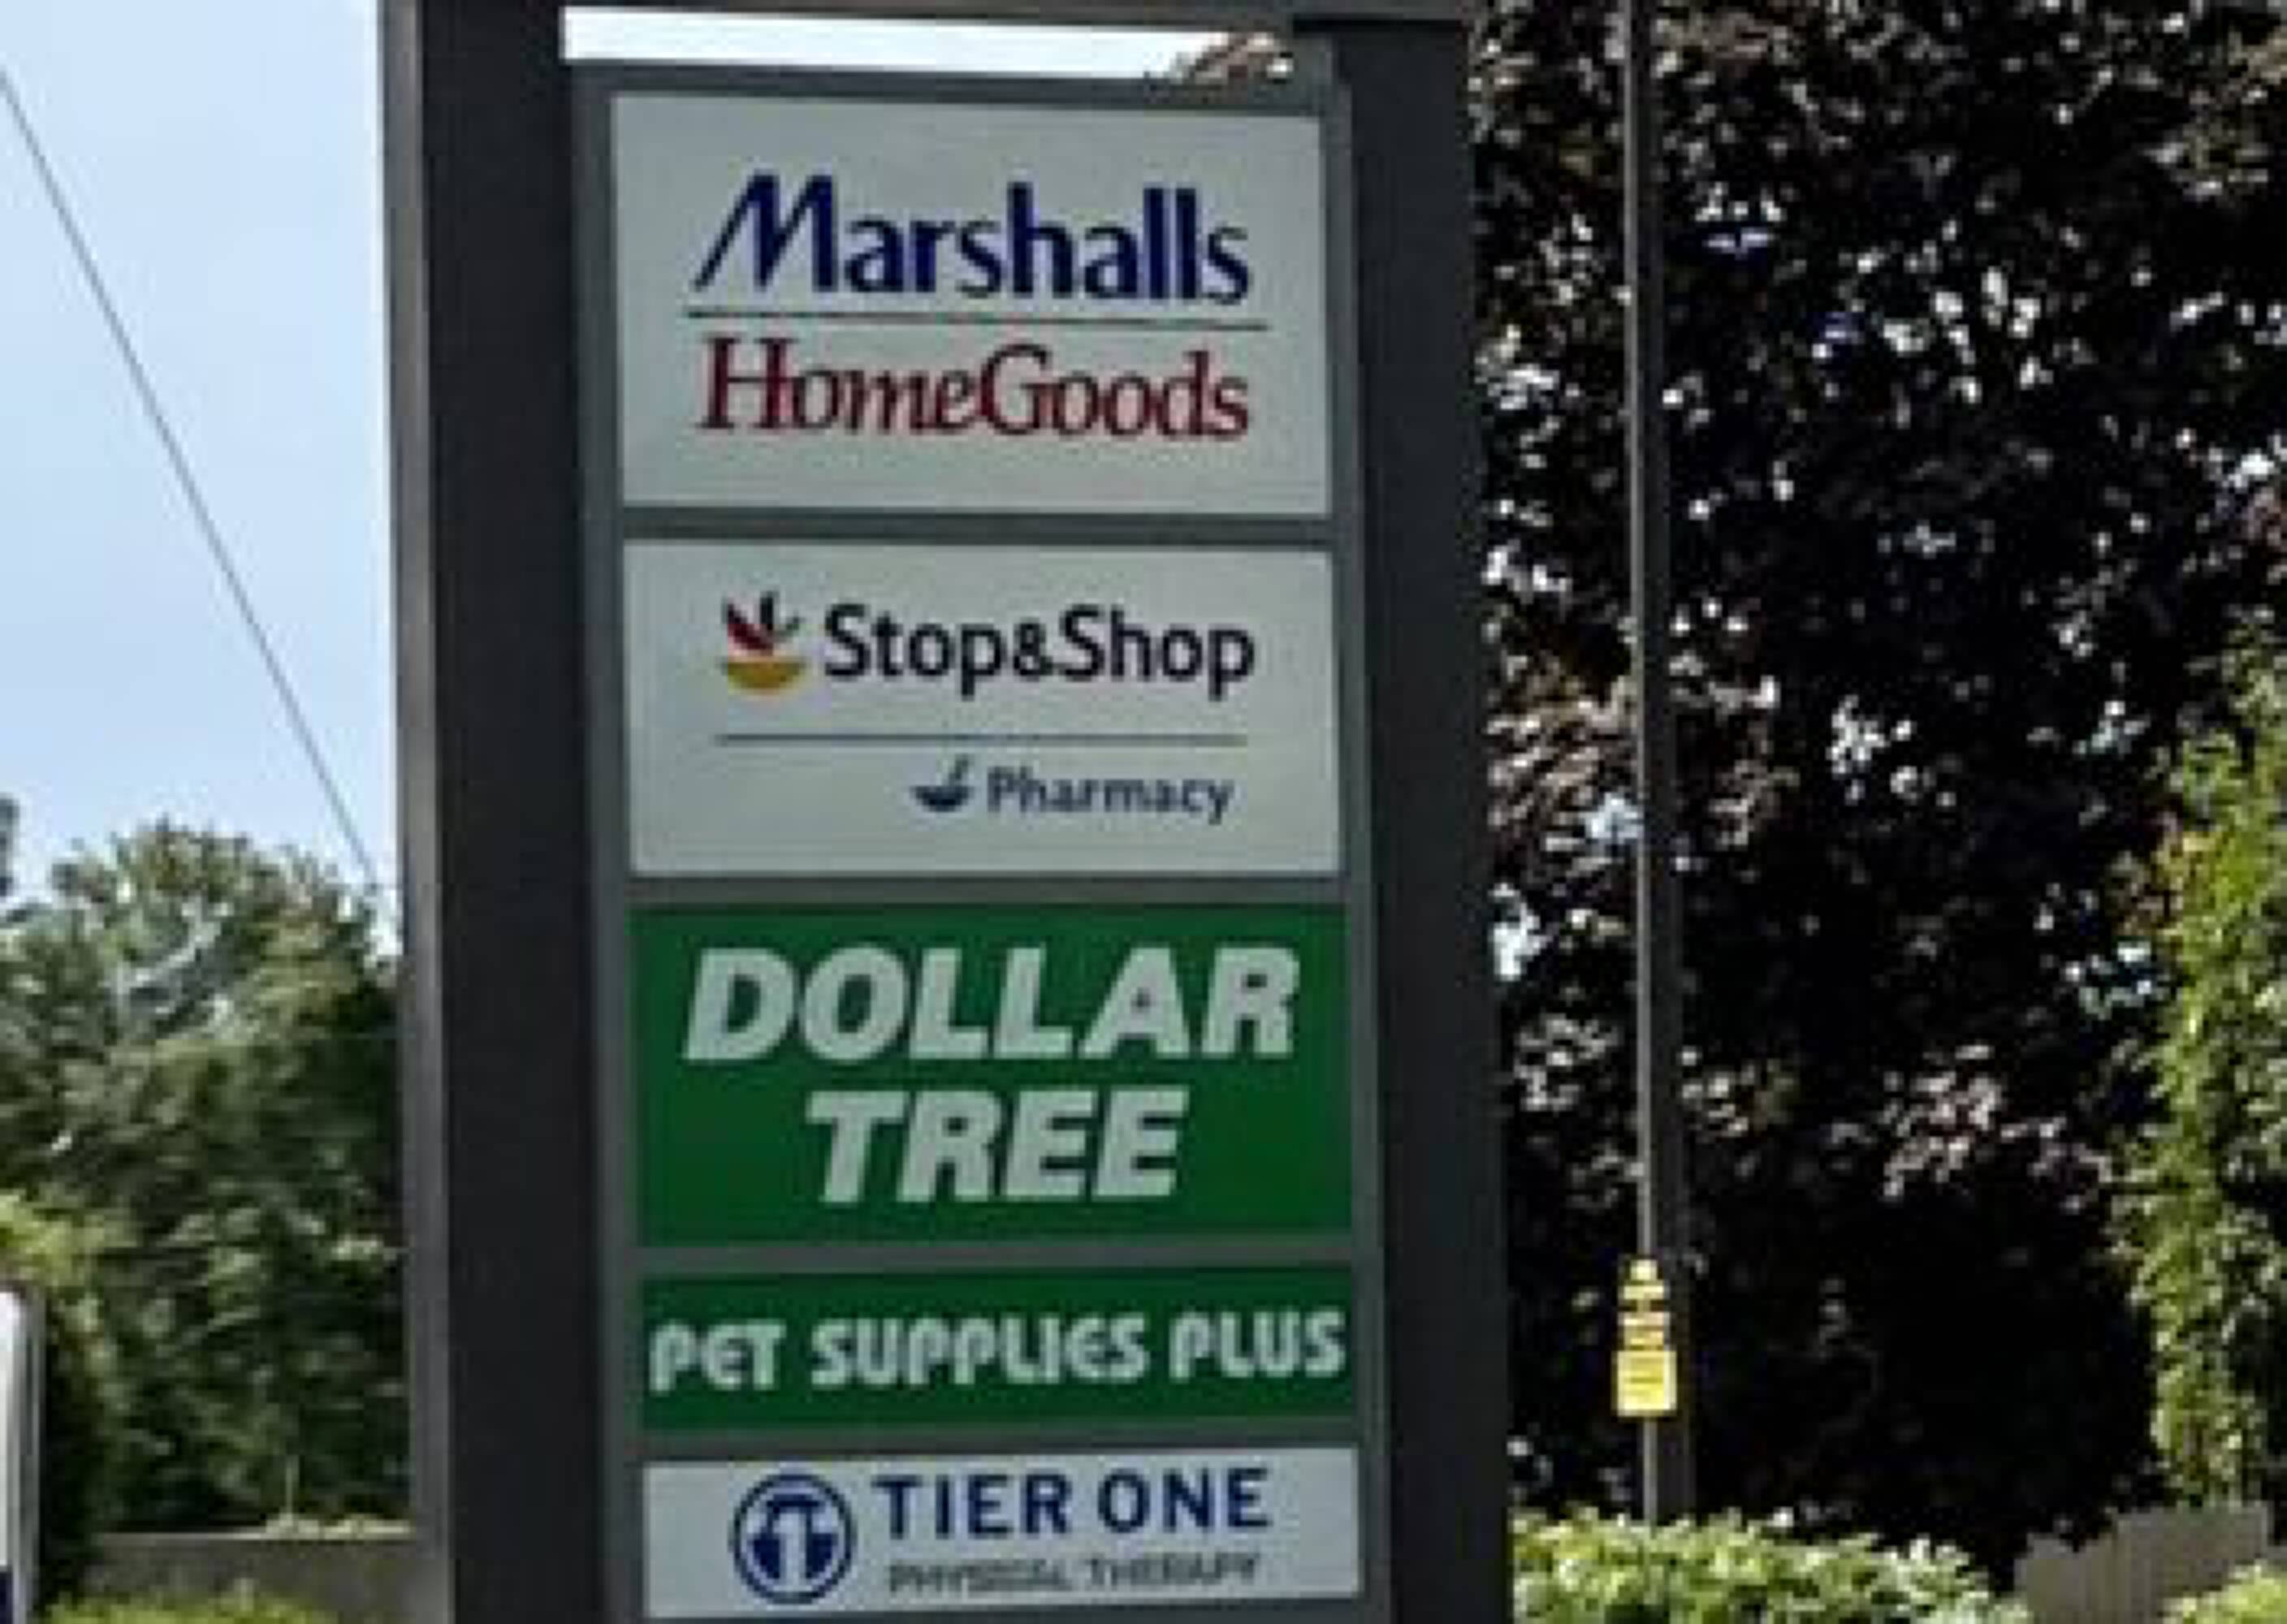 Marshalls
HomeGoods
Stop&Shop
Pharmacy
DOLLAR
TREE
PET SUPPLIES PLUS
TIER ONE
PHYSICAL THERAPY